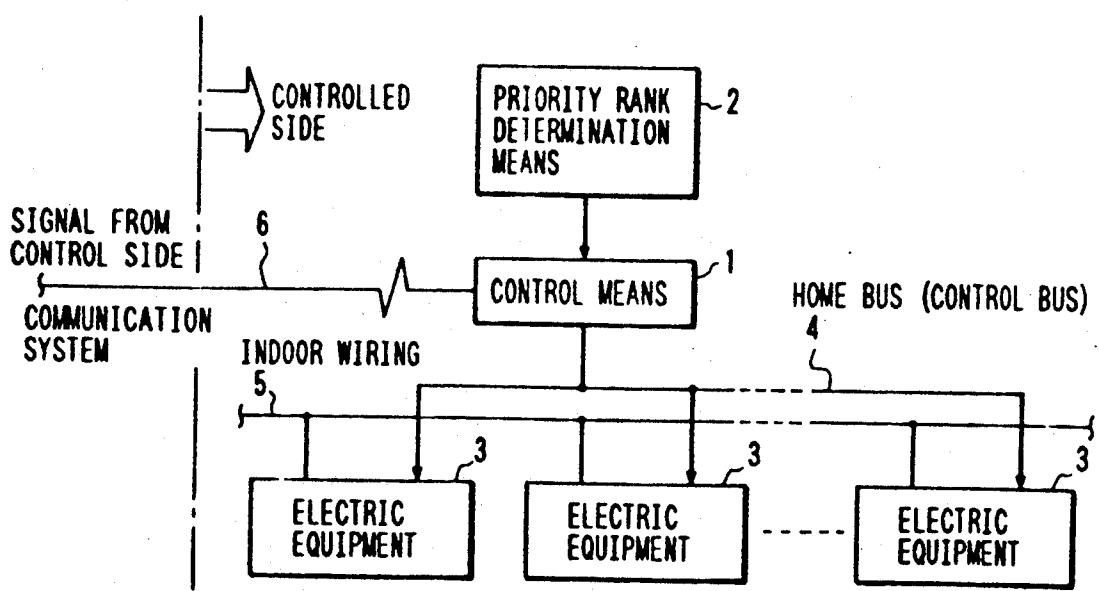 CONTROLLED
SIDE
PRIORITY RANK
DETERMINATION
MEANS
2
SIGNAL FROM
CONTROL SIDE
6
COMMUNICATION
SYSTEM
CONTROL MEANS
1
HOME BUS (CONTROL BUS)
4
INDOOR WIRING
5
3
ELECTRIC
EQUIPMENT
3
ELECTRIC
EQUIPMENT
3
ELECTRIC
EQUIPMENT